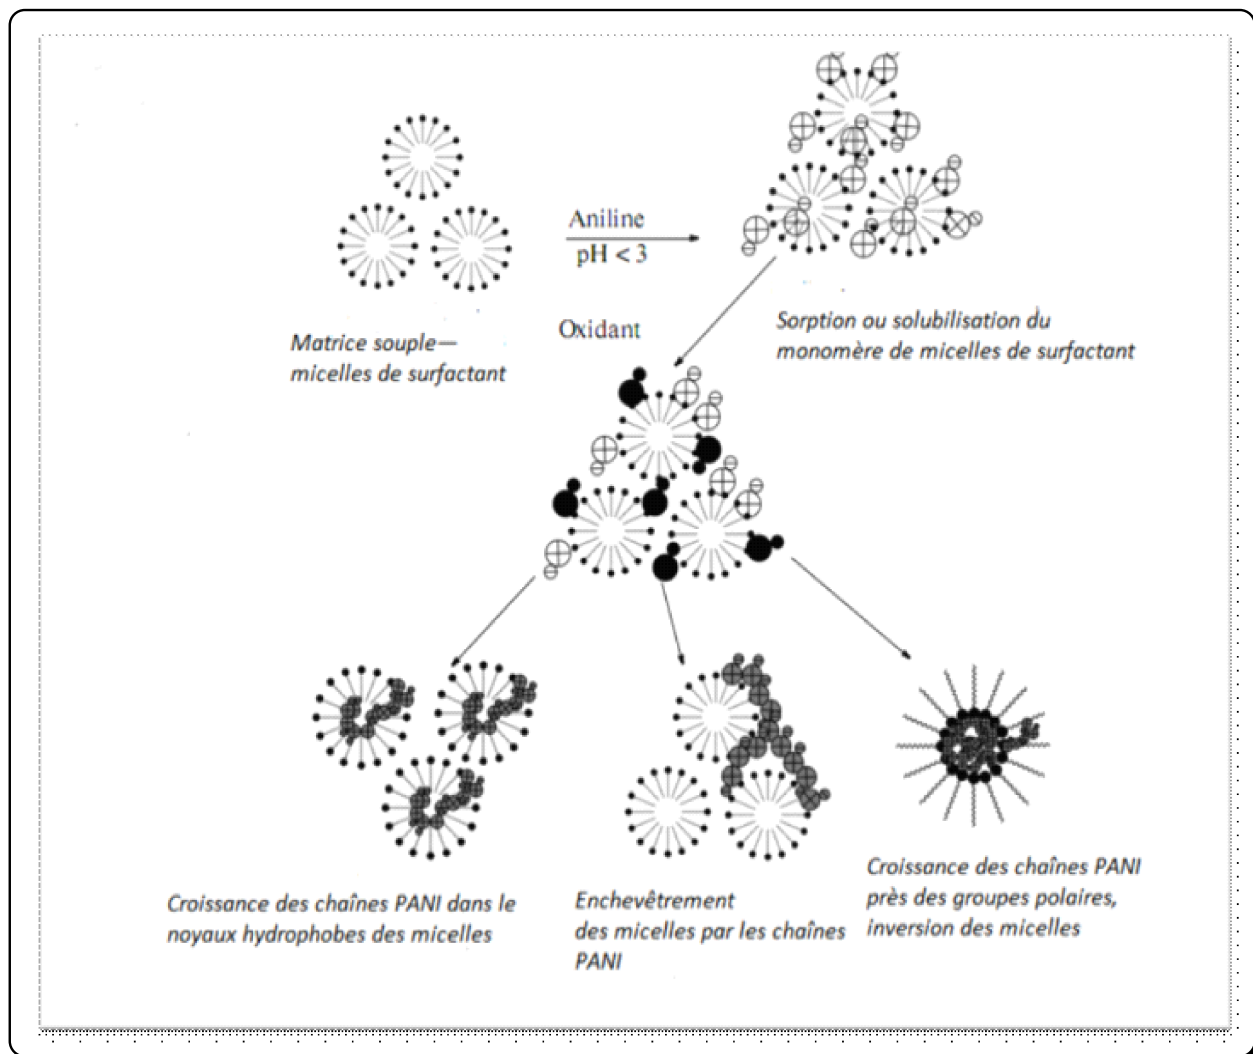 Aniline
pH < 3
Matrice souple—
micelles de surfactant
Oxidant
Sorption ou solubilisation du
monomère de micelles de surfactant
Croissance des chaînes PANI dans le
noyaux hydrophobes des micelles
Enchevêtrement
des micelles par les chaînes
PANI
Croissance des chaînes PANI
près des groupes polaires,
inversion des micelles